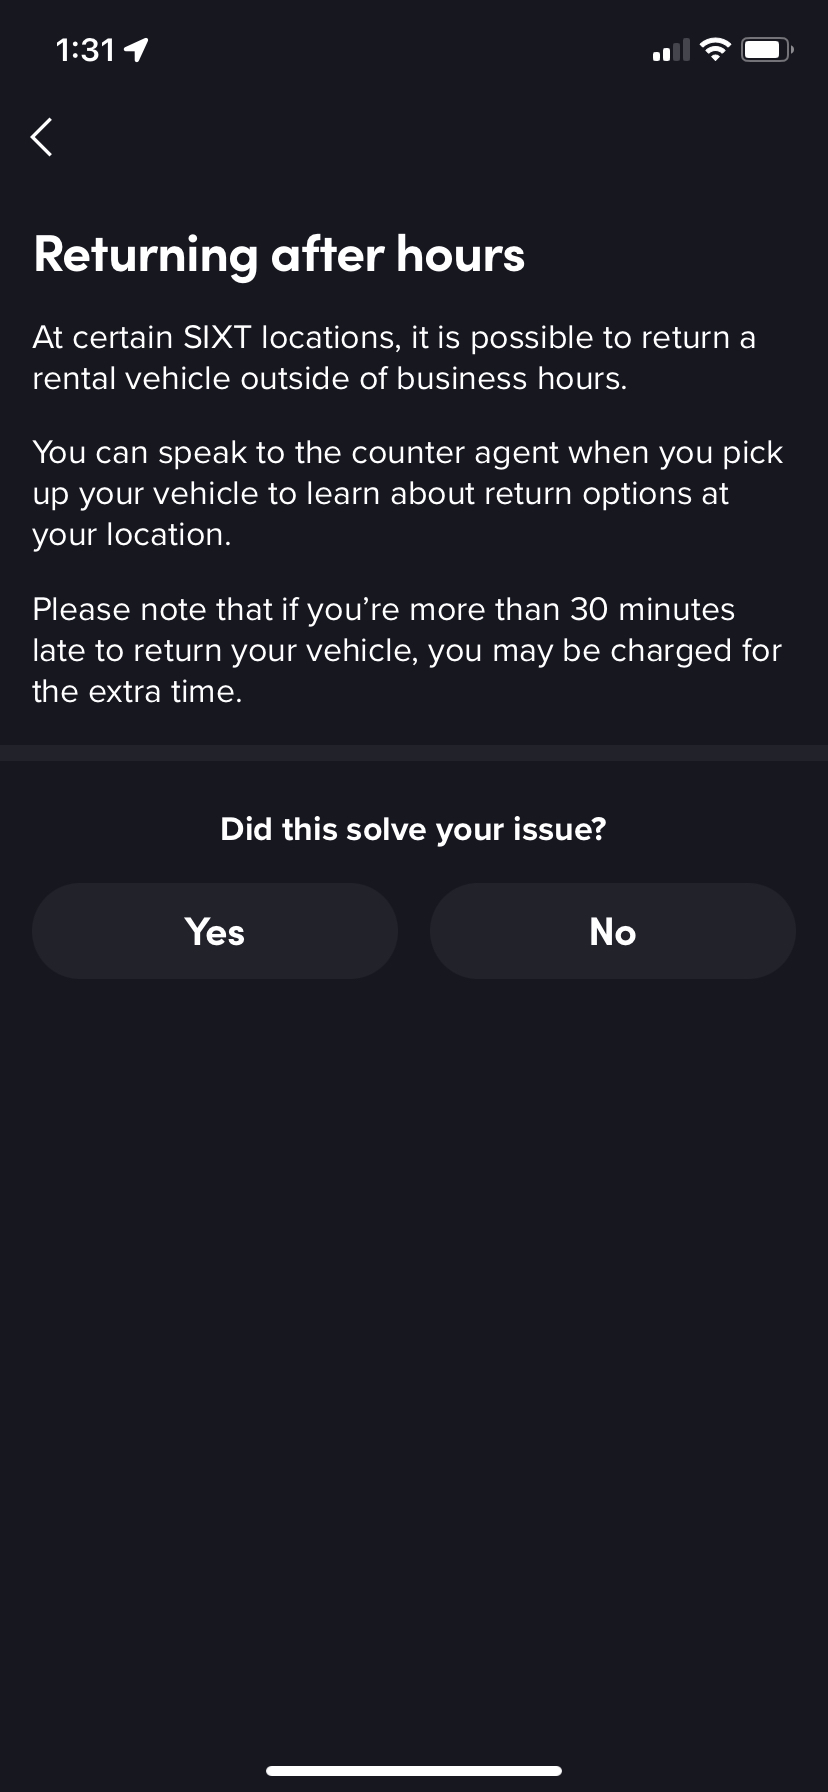 1:31
Returning after hours
At certain SIXT locations, it is possible to return a
rental vehicle outside of business hours.
You can speak to the counter agent when you pick
up your vehicle to learn about return options at
your location.
Please note that if you’re more than 30 minutes
late to return your vehicle, you may be charged for
the extra time.
Did this solve your issue?
Yes
No